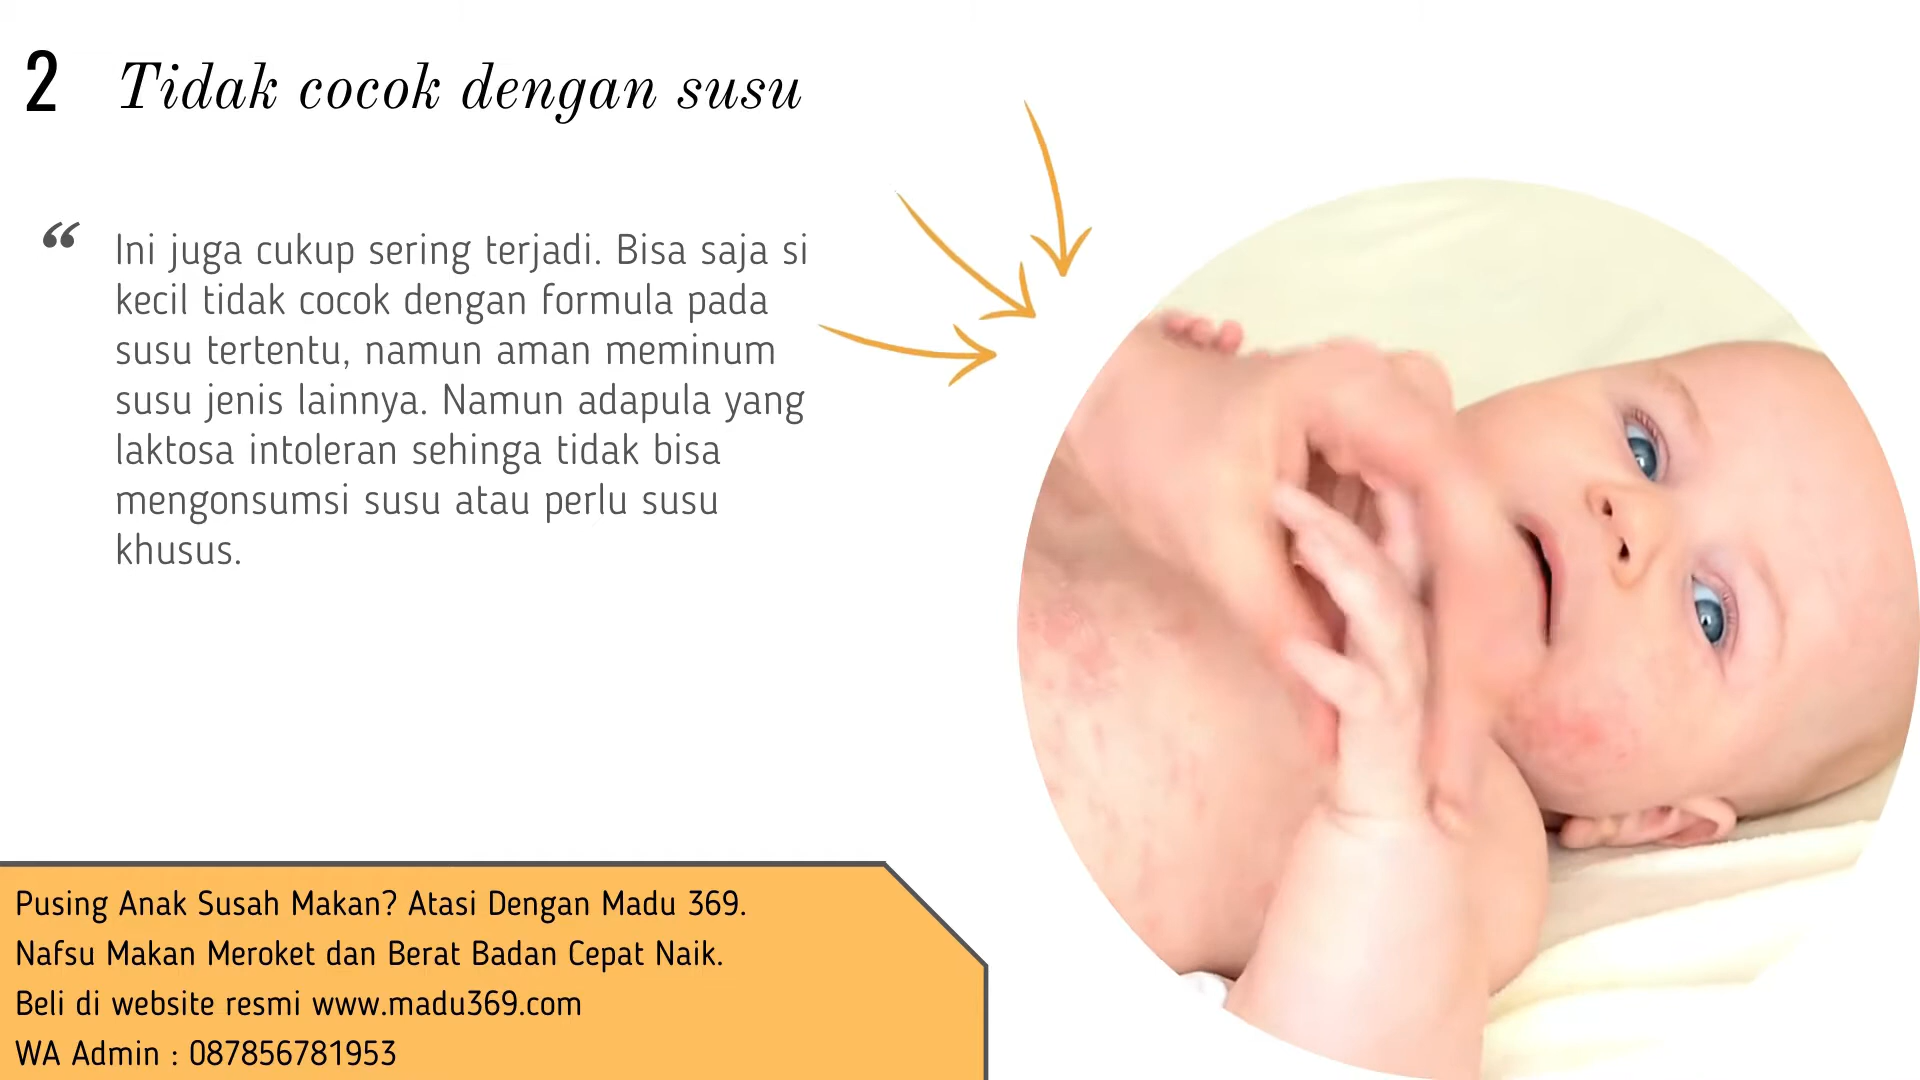 2 Tidak cocok dengan susu
“ Ini juga cukup sering terjadi. Bisa saja si
kecil tidak cocok dengan formula pada
susu tertentu, namun aman meminum
susu jenis lainnya. Namun adapula yang
laktosa intoleran sehinga tidak bisa
mengonsumsi susu atau perlu susu
khusus.
Pusing Anak Susah Makan? Atasi Dengan Madu 369.
Nafsu Makan Meroket dan Berat Badan Cepat Naik.
Beli di website resmi www.madu369.com
WA Admin : 087856781953